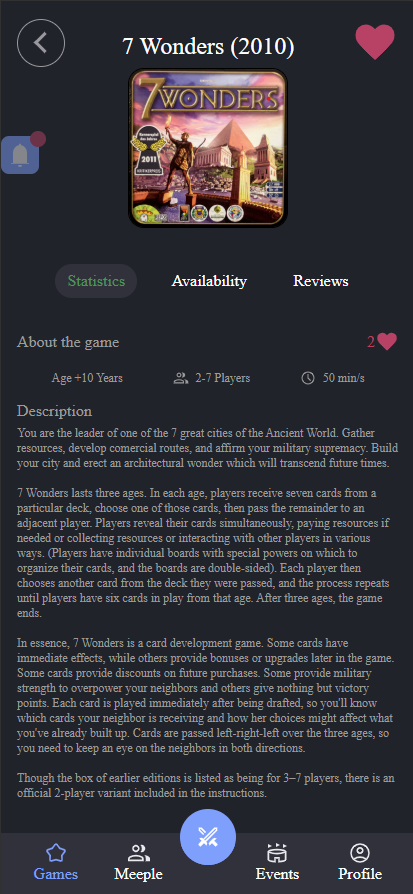 7 Wonders (2010)
7 WONDERS
2011
Statistics
Availability
Reviews
About the game
2
Age +10 Years
2-7 Players
50 min/s
Description
You are the leader of one of the 7 great cities of the Ancient World. Gather
resources, develop comercial routes, and affirm your military supremacy. Build
your city and erect an architectural wonder which will transcend future times.
7 Wonders lasts three ages. In each age, players receive seven cards from a
particular deck, choose one of those cards, then pass the remainder to an
adjacent player. Players reveal their cards simultaneously, paying resources if
needed or collecting resources or interacting with other players in various
ways. (Players have individual boards with special powers on which to
organize their cards, and the boards are double-sided). Each player then
chooses another card from the deck they were passed, and the process repeats
until players have six cards in play from that age. After three ages, the game
ends.
In essence, 7 Wonders is a card development game. Some cards have
immediate effects, while others provide bonuses or upgrades later in the game.
Some cards provide discounts on future purchases. Some provide military
strength to overpower your neighbors and others give nothing but victory
points. Each card is played immediately after being drafted, so you'll know
which cards your neighbor is receiving and how her choices might affect what
you've already built up. Cards are passed left-right-left over the three ages, so
you need to keep an eye on the neighbors in both directions.
Though the box of earlier editions is listed as being for 3–7 players, there is an
official 2-player variant included in the instructions.
Games
Meeple
Events
Profile